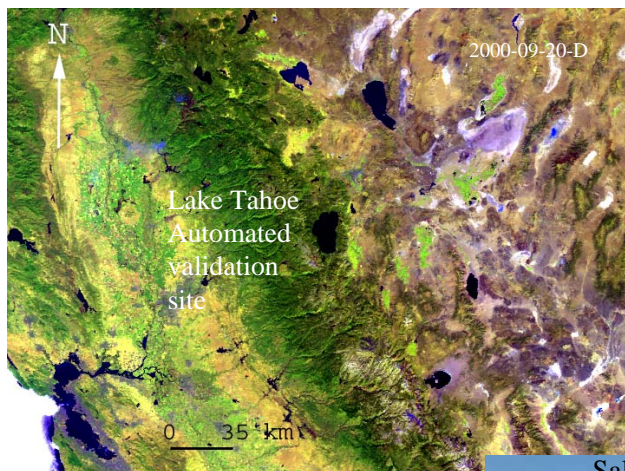 N
2000-09-20-D
Lake Tahoe
Automated
validation
site
0 35 km